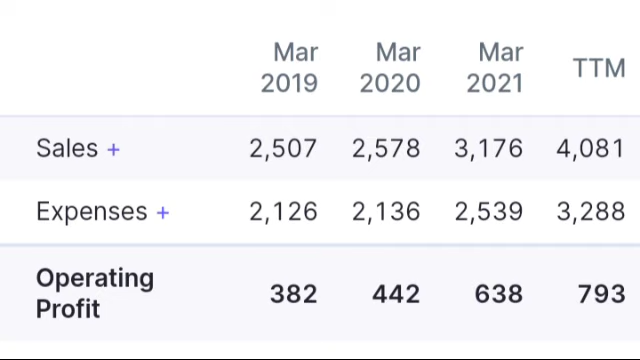 Mar 2019 Mar 2020 Mar 2021 TTM
Sales + 2,507 2,578 3,176 4,081
Expenses + 2,126 2,136 2,539 3,288
Operating Profit 382 442 638 793